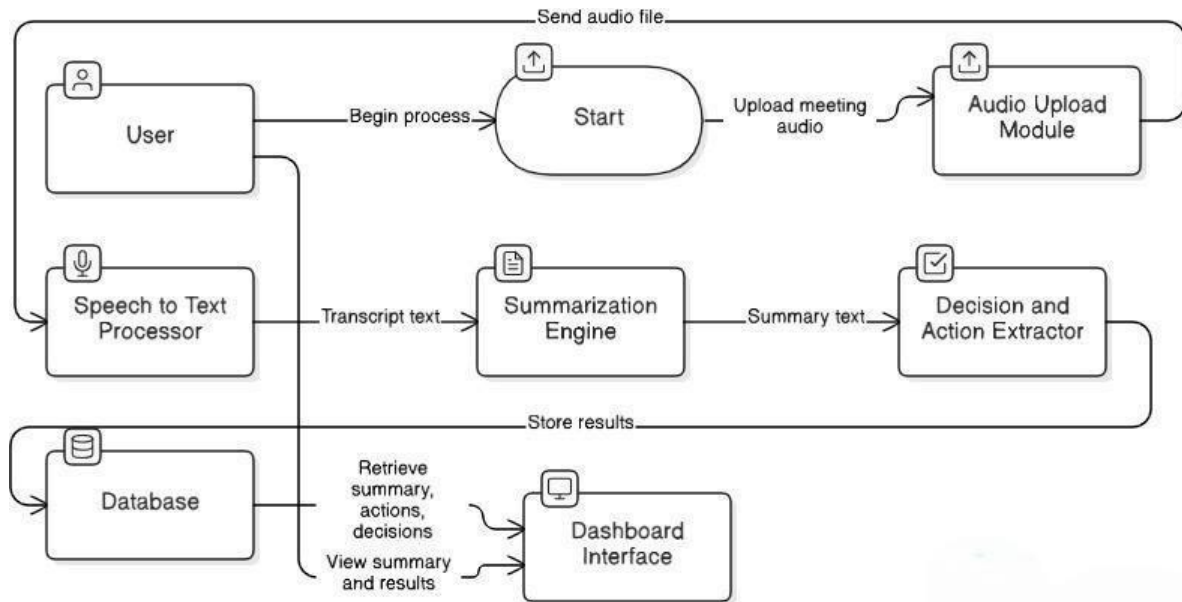 Send audio file
User
Begin process
Start
Upload meeting
audio
Audio Upload
Module
Speech to Text
Processor
Transcript text
Summarization
Engine
Summary text
Decision and
Action Extractor
Store results
Database
Retrieve
summary,
actions,
decisions
View summary
and results
Dashboard
Interface